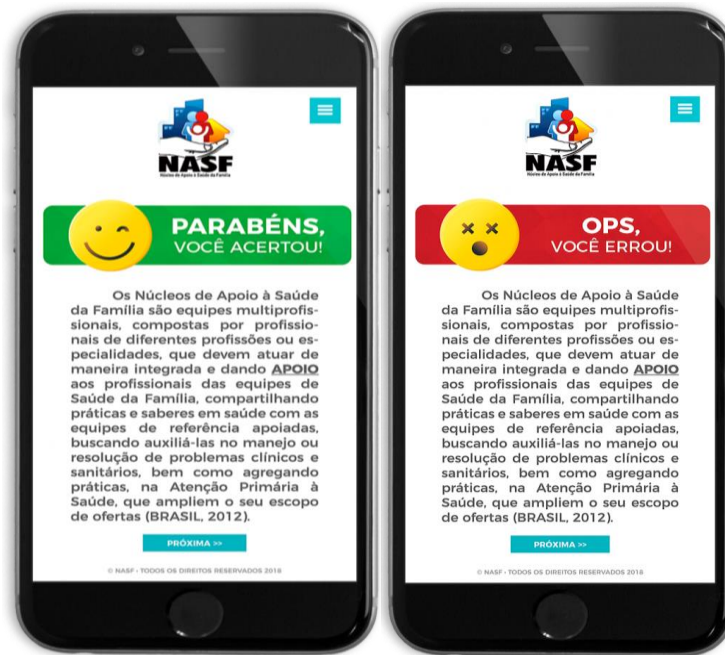 NASF
Núcleo de Apoio à Saúde da Família
PARABÉNS,
VOCÊ ACERTOU!
Os Núcleos de Apoio à Saúde
da Família são equipes multiprofis-
sionais, compostas por profissio-
nais de diferentes profissões ou es-
pecialidades, que devem atuar de
maneira integrada e dando APOIO
aos profissionais das equipes de
Saúde da Família, compartilhando
práticas e saberes em saúde com as
equipes de referência apoiadas,
buscando auxiliá-las no manejo ou
resolução de problemas clínicos e
sanitários, bem como agregando
práticas, na Atenção Primária à
Saúde, que ampliem o seu escopo
de ofertas (BRASIL, 2012).
PRÓXIMA >>
© NASF - TODOS OS DIREITOS RESERVADOS 2018
NASF
Núcleo de Apoio à Saúde da Família
OPS,
VOCÊ ERROU!
Os Núcleos de Apoio à Saúde
da Família são equipes multiprofis-
sionais, compostas por profissio-
nais de diferentes profissões ou es-
pecialidades, que devem atuar de
maneira integrada e dando APOIO
aos profissionais das equipes de
Saúde da Família, compartilhando
práticas e saberes em saúde com as
equipes de referência apoiadas,
buscando auxiliá-las no manejo ou
resolução de problemas clínicos e
sanitários, bem como agregando
práticas, na Atenção Primária à
Saúde, que ampliem o seu escopo
de ofertas (BRASIL, 2012).
PRÓXIMA >>
© NASF - TODOS OS DIREITOS RESERVADOS 2018